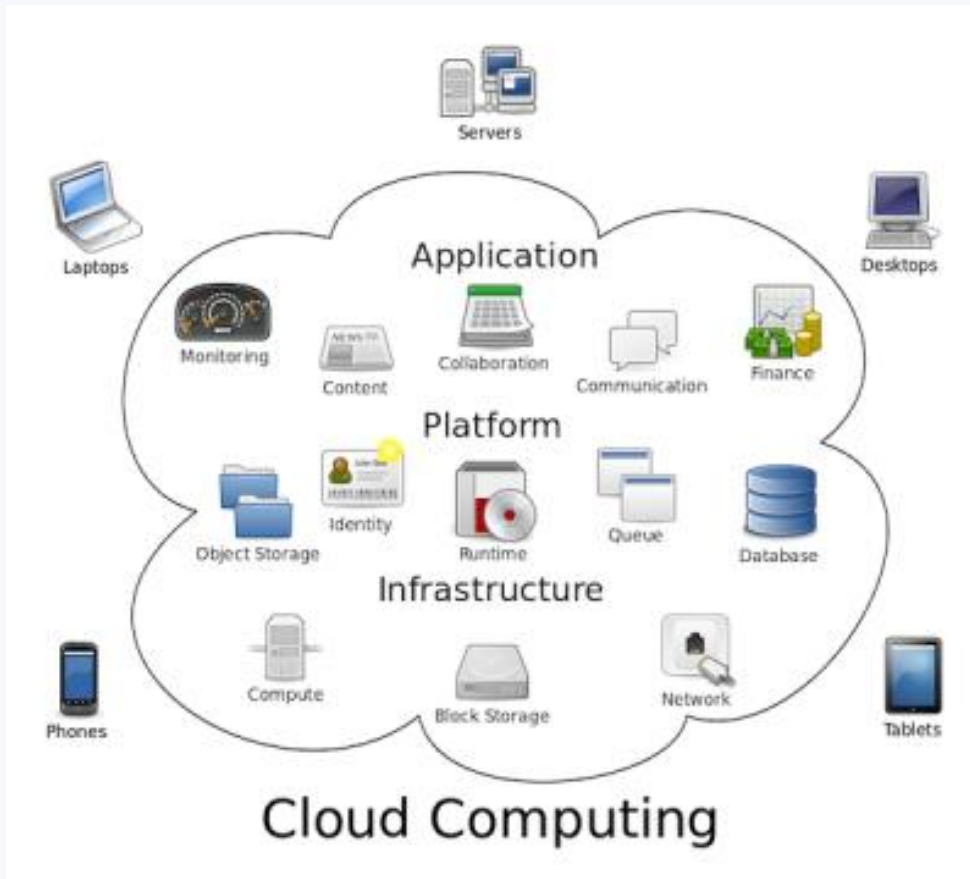 Servers
Laptops
Desktops
Application
Monitoring
Content
Collaboration
Communication
Finance
Platform
Object Storage
Identity
Runtime
Queue
Database
Infrastructure
Compute
Block Storage
Network
Phones
Tablets
Cloud Computing